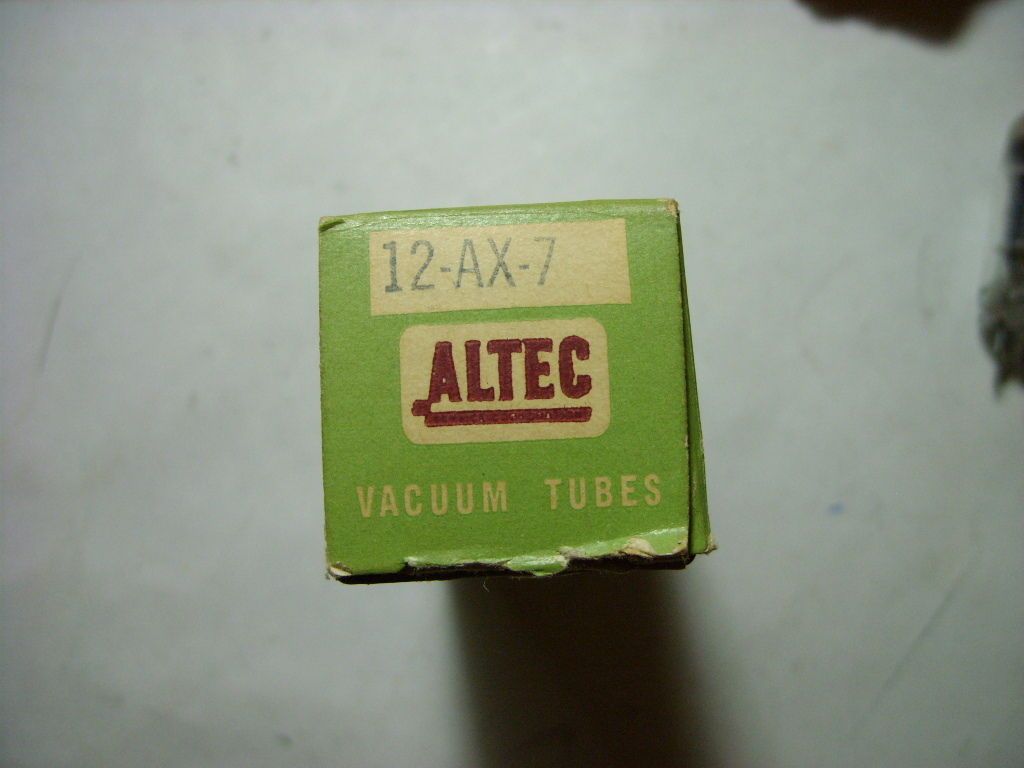 12-AX-7
ALTEC
VACUUM TUBES